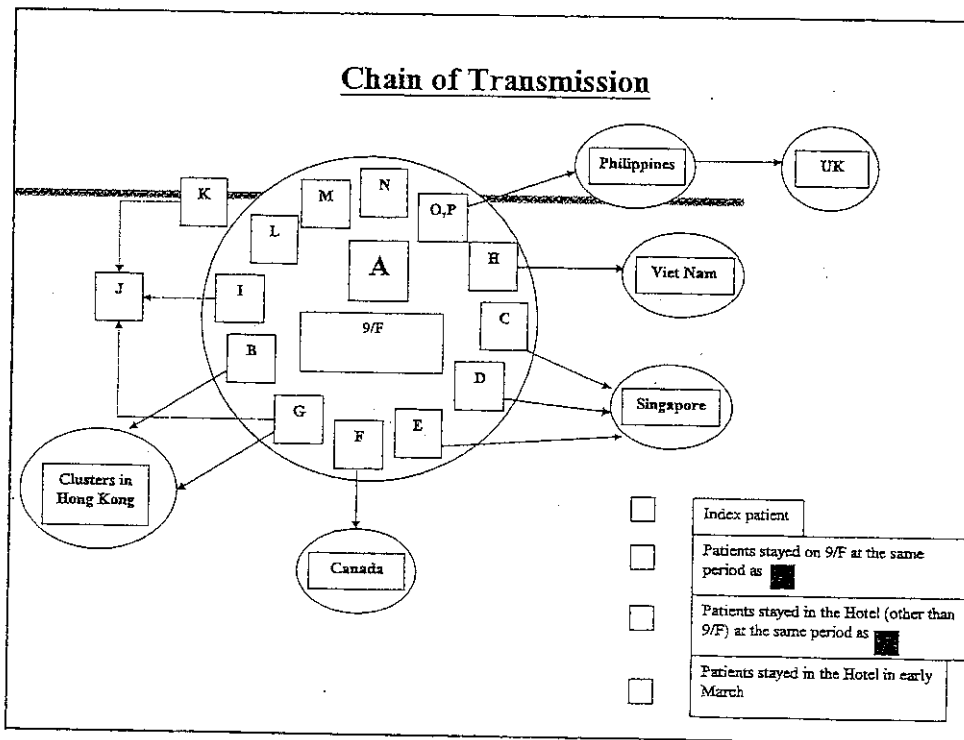 Chain of Transmission
Philippines
UK
K
M
N
O,P
L
A
H
Viet Nam
J
I
9/F
C
B
D
Singapore
G
F
E
Clusters in
Hong Kong
Canada
Index patient
Patients stayed on 9/F at the same
period as
Patients stayed in the Hotel (other than
9/F) at the same period as
Patients stayed in the Hotel in early
March